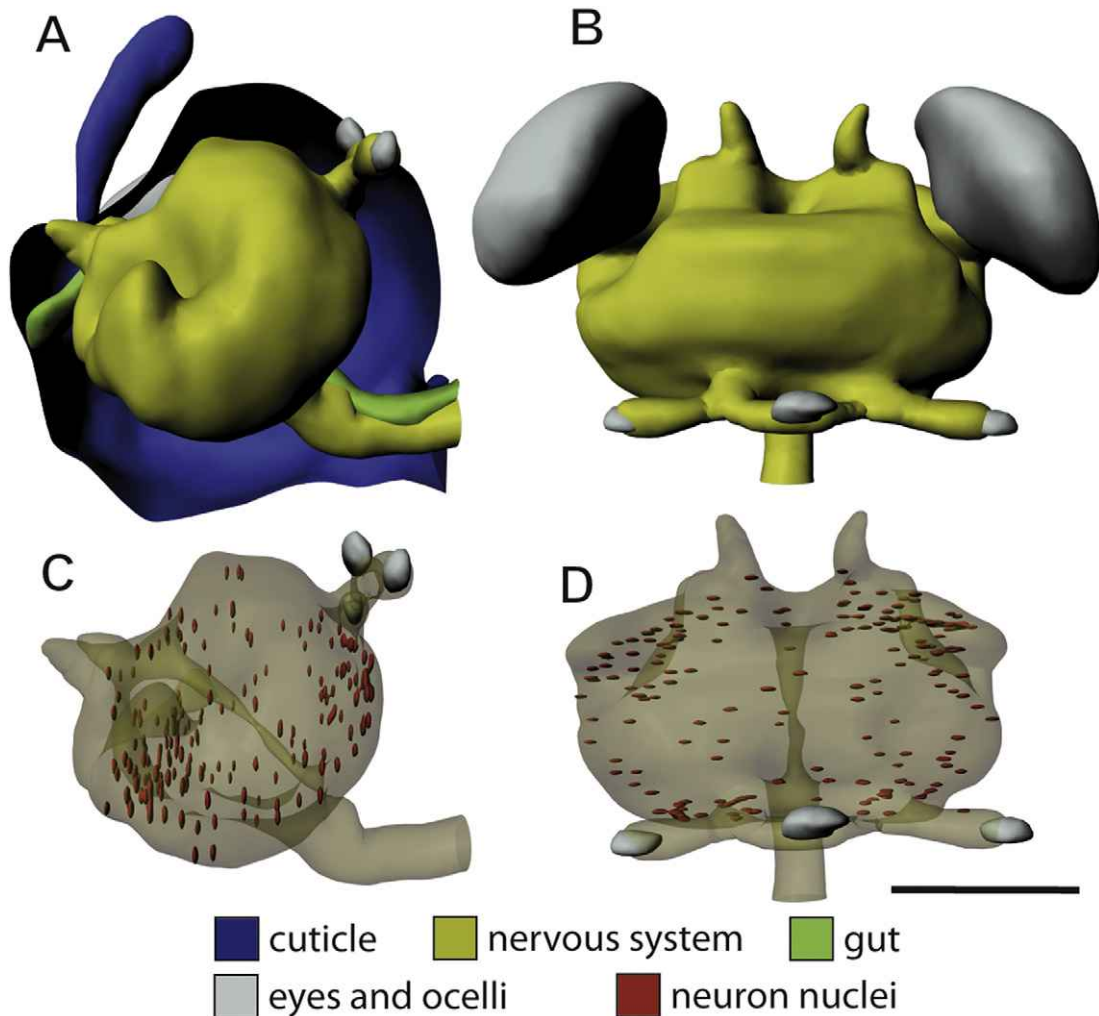 A
B
C
D
cuticle
nervous system
gut
eyes and ocelli
neuron nuclei